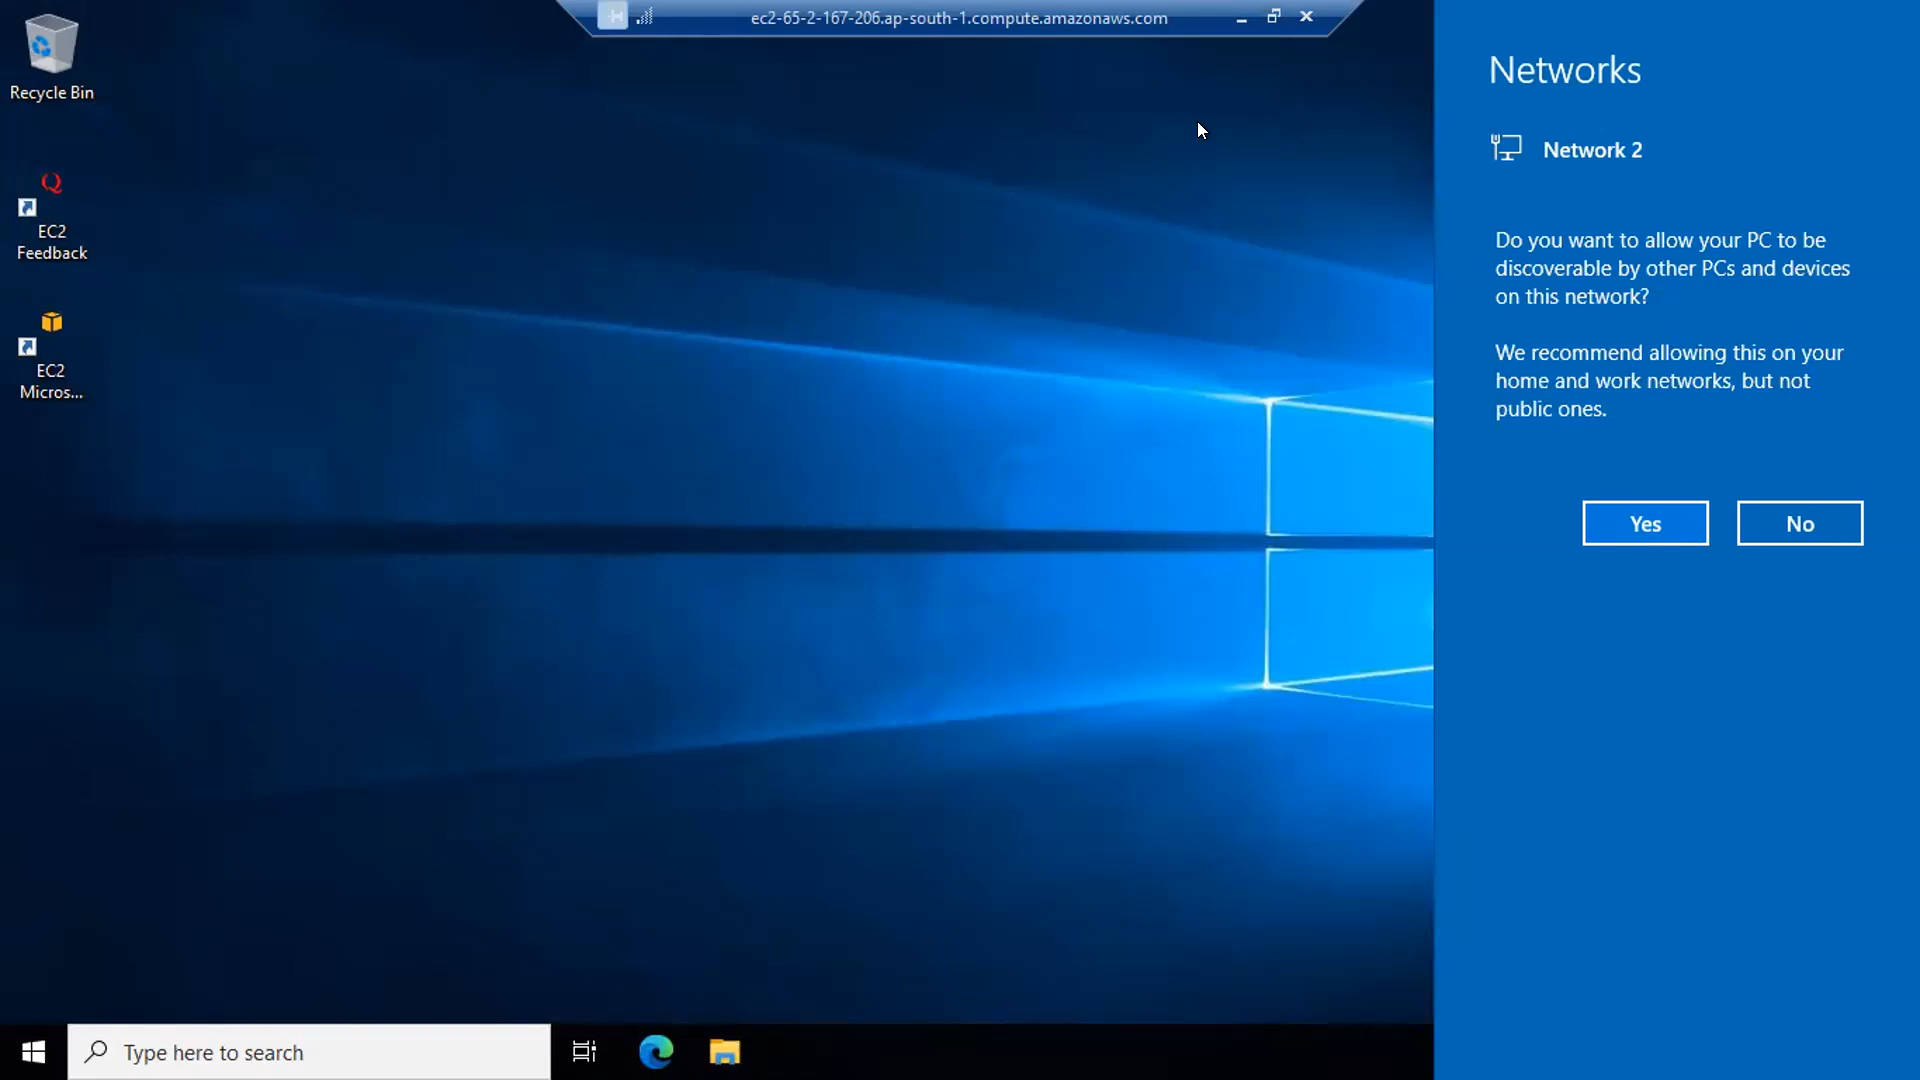 ec2-65-2-167-206.ap-south-1.compute.amazonaws.com
Recycle Bin
EC2
Feedback
EC2
Micros...
Networks
Network 2
Do you want to allow your PC to be
discoverable by other PCs and devices
on this network?
We recommend allowing this on your
home and work networks, but not
public ones.
Yes
No
Type here to search